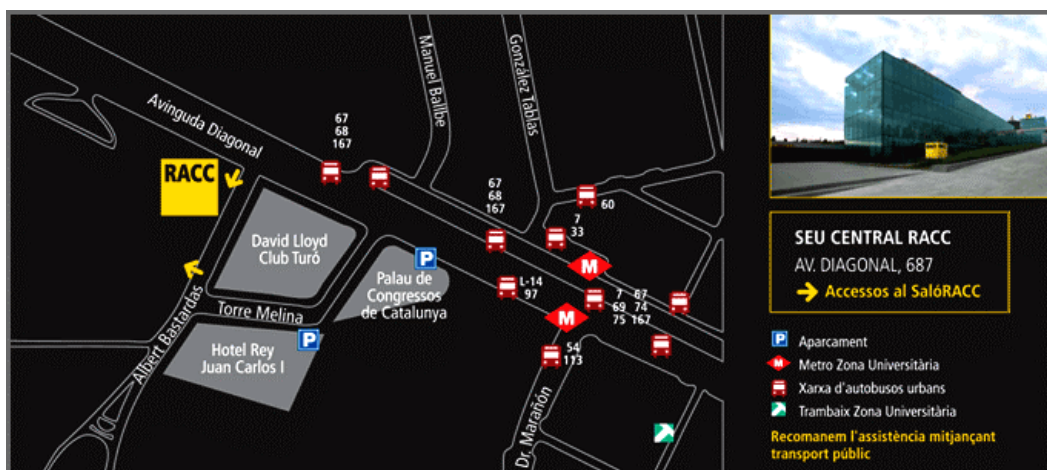 Avinguda Diagonal
Manuel Ballbe
González Tablas
67
68
167
RACC
67
68
167
60
7
33
David Lloyd
Club Turó
P
Palau de
Congressos
de Catalunya
L-14
97
M
M
7 67
69 74
75 167
Torre Melina
Albert Bastardas
Hotel Rey
Juan Carlos I
P
54
113
Dr. Marañón
SEU CENTRAL RACC
AV. DIAGONAL, 687
Accessos al SalóRACC
P Aparcament
M Metro Zona Universitària
Xarxa d'autobusos urbans
Trambaix Zona Universitària
Recomanem l'assistència mitjançant
transport públic